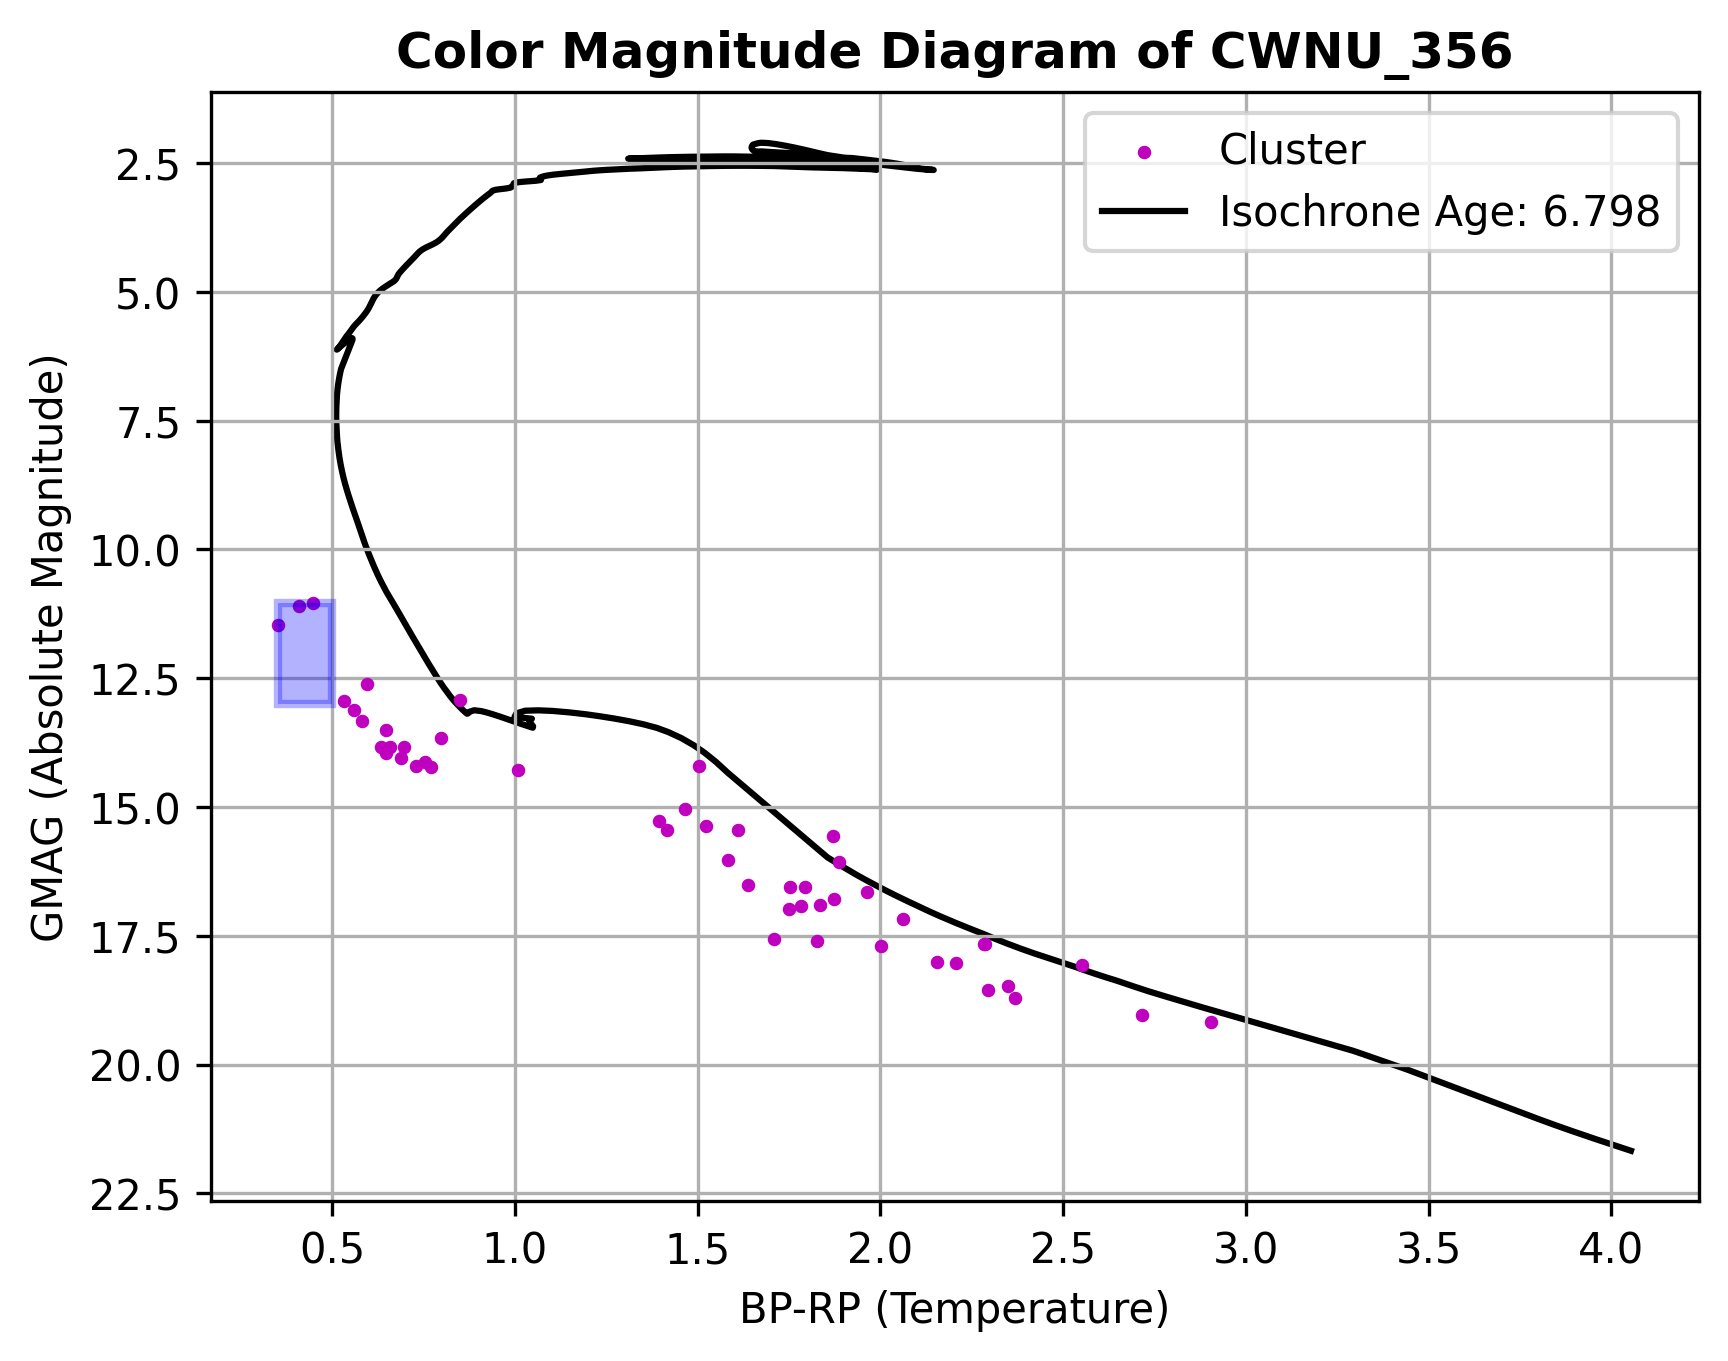 Color Magnitude Diagram of CWNU_356
Cluster
Isochrone Age: 6.798
GMAG (Absolute Magnitude)
2.5
5.0
7.5
10.0
12.5
15.0
17.5
20.0
22.5
0.5 1.0 1.5 2.0 2.5 3.0 3.5 4.0
BP-RP (Temperature)